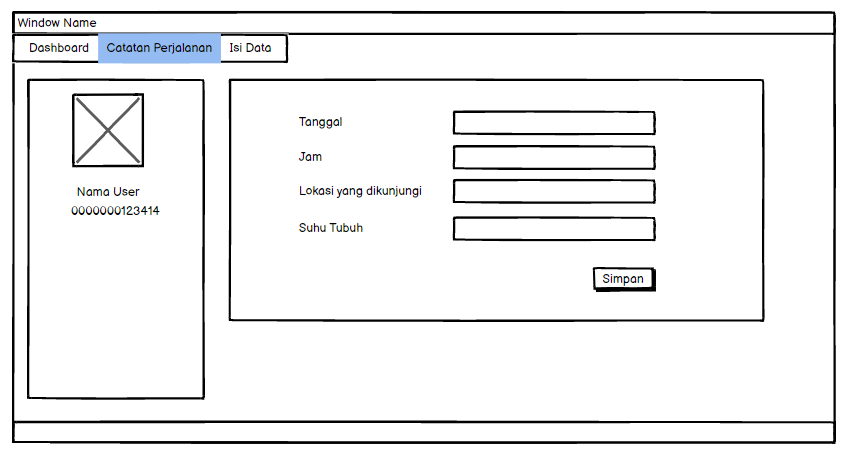 Window Name
Dashboard Catatan Perjalanan Isi Data
Nama User
0000000123414
Tanggal
Jam
Lokasi yang dikunjungi
Suhu Tubuh
Simpan